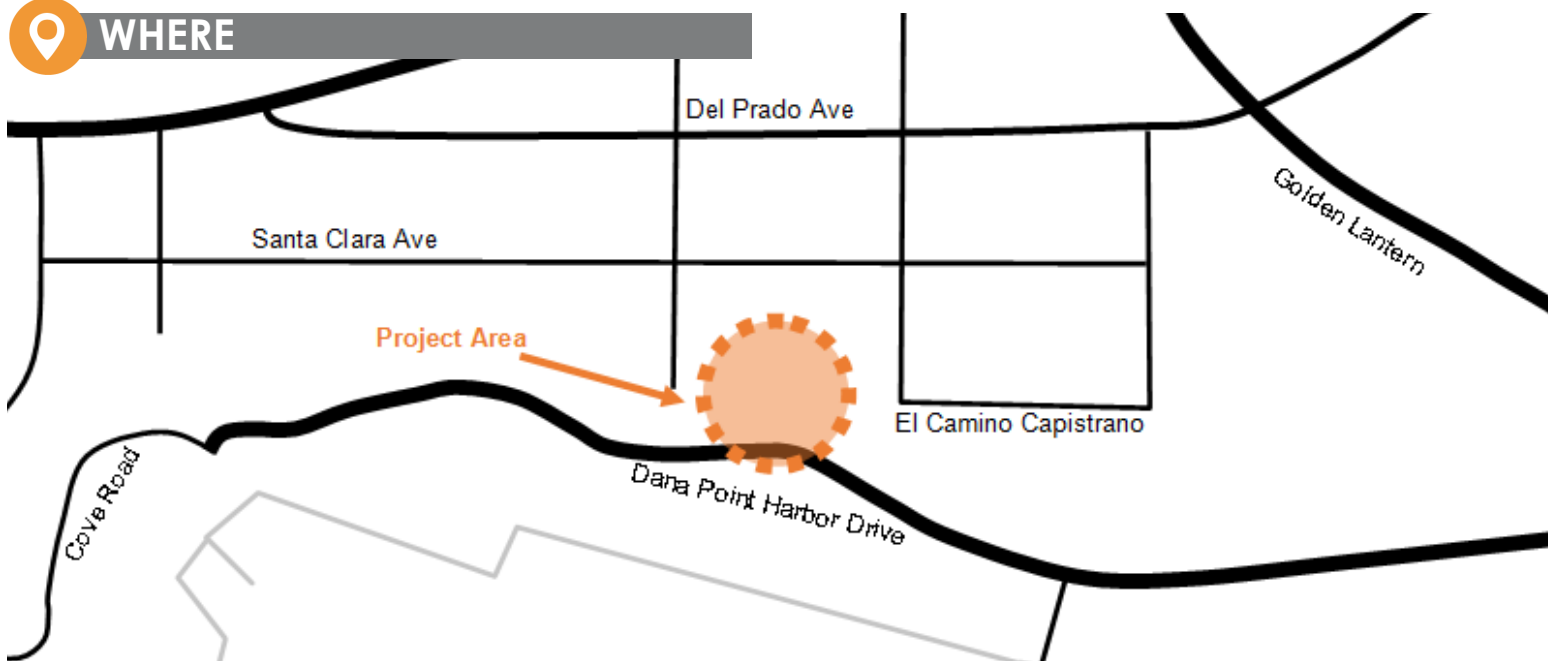 WHERE
Del Prado Ave
Golden Lantern
Santa Clara Ave
Project Area
El Camino Capistrano
Dana Point Harbor Drive
Cove Road